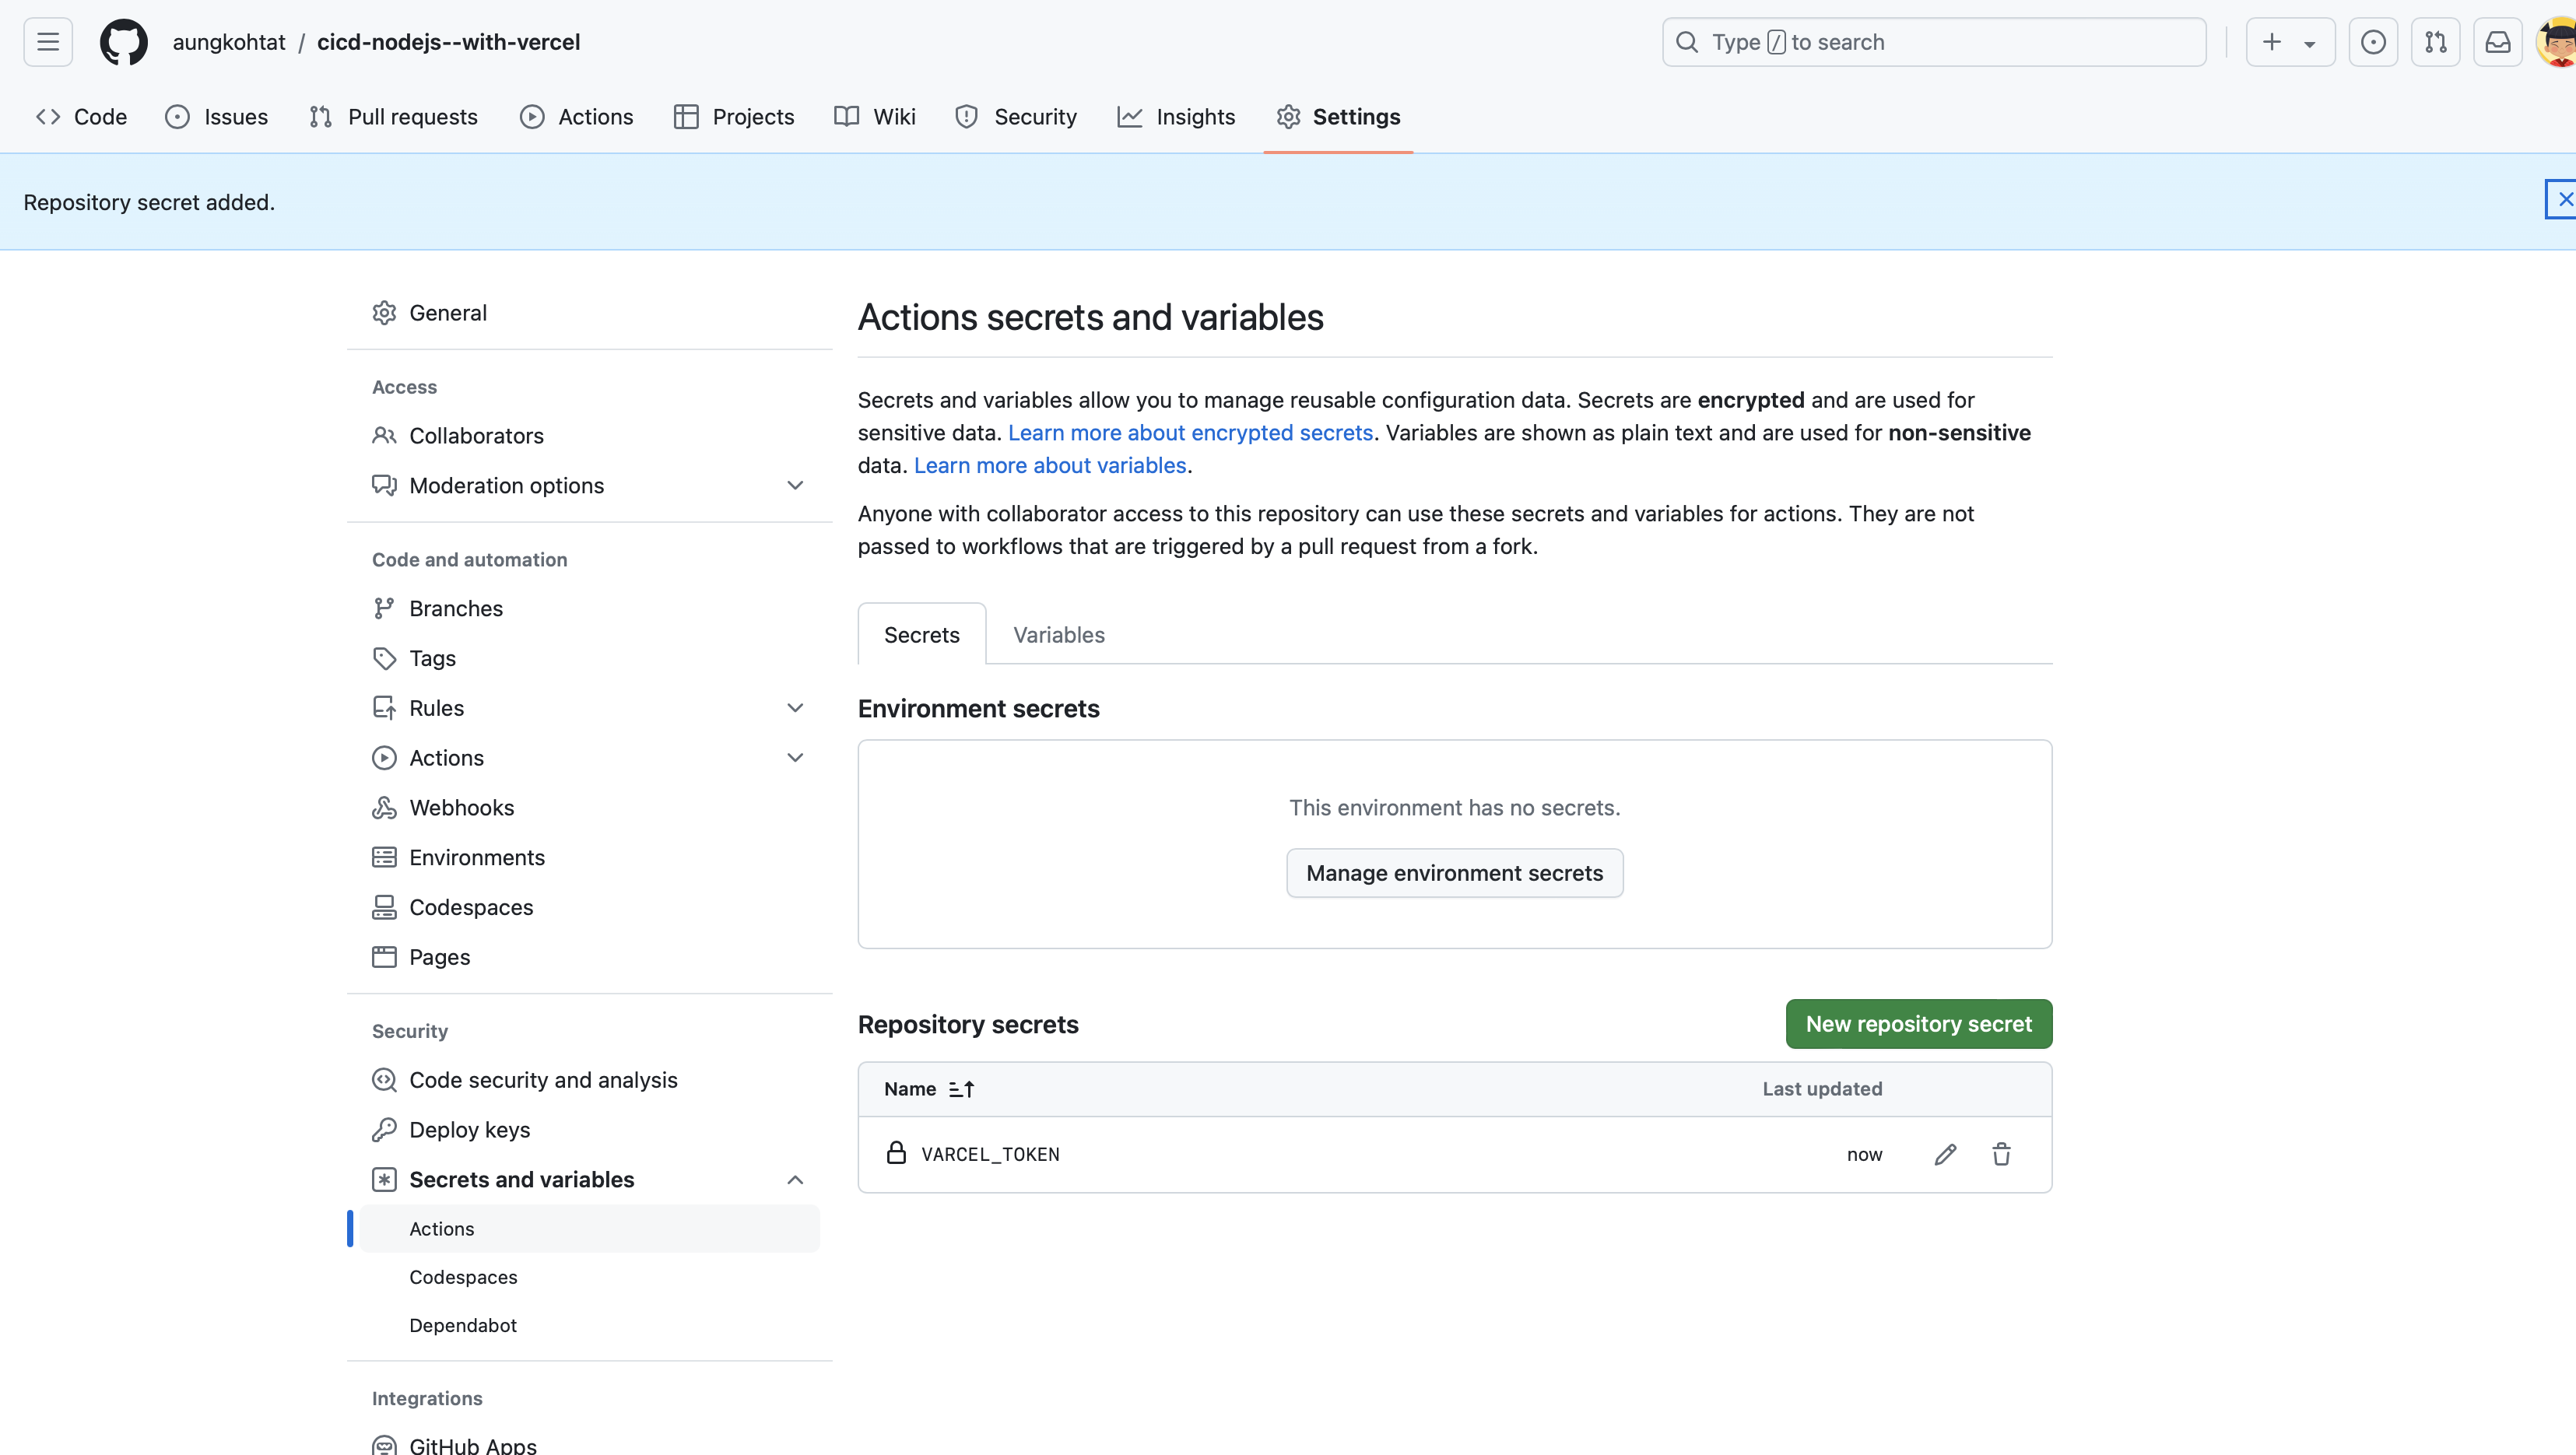 aungkohtat / cicd-nodejs--with-vercel
Type / to search
Code Issues Pull requests Actions Projects Wiki Security Insights Settings
Repository secret added.
General
Access
Collaborators
Moderation options
Code and automation
Branches
Tags
Rules
Actions
Webhooks
Environments
Codespaces
Pages
Security
Code security and analysis
Deploy keys
Secrets and variables
Actions
Codespaces
Dependabot
Integrations
GitHub Apps
Actions secrets and variables
Secrets and variables allow you to manage reusable configuration data. Secrets are encrypted and are used for
sensitive data. Learn more about encrypted secrets. Variables are shown as plain text and are used for non-sensitive
data. Learn more about variables.
Anyone with collaborator access to this repository can use these secrets and variables for actions. They are not
passed to workflows that are triggered by a pull request from a fork.
Secrets Variables
Environment secrets
This environment has no secrets.
Manage environment secrets
Repository secrets New repository secret
Name Last updated
VARCEL_TOKEN now